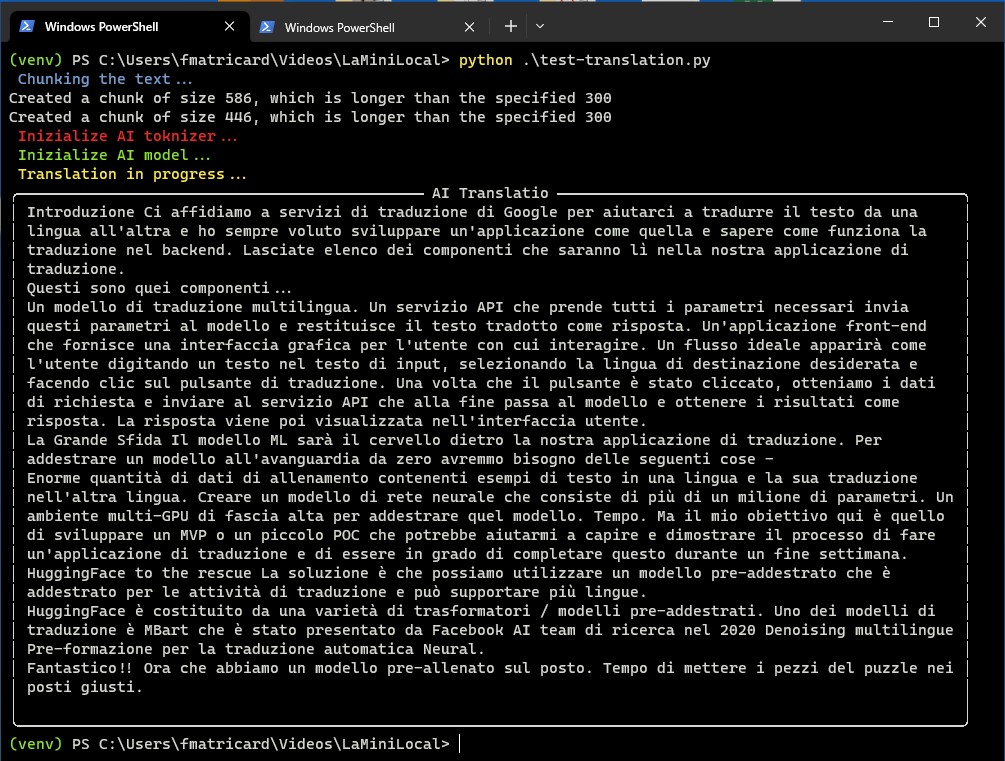 Windows PowerShell
Windows PowerShell
(venv) PS C:\Users\fmatricard\Videos\LaMiniLocal> python .\test-translation.py
Chunking the text...
Created a chunk of size 586, which is longer than the specified 300
Created a chunk of size 446, which is longer than the specified 300
Inizialize AI toknizer...
Inizialize AI model...
Translation in progress...
AI Translatio
Introduzione Ci affidiamo a servizi di traduzione di Google per aiutarci a tradurre il testo da una
lingua all'altra e ho sempre voluto sviluppare un'applicazione come quella e sapere come funziona la
traduzione nel backend. Lasciate elenco dei componenti che saranno lì nella nostra applicazione di
traduzione.
Questi sono quei componenti...
Un modello di traduzione multilingua. Un servizio API che prende tutti i parametri necessari invia
questi parametri al modello e restituisce il testo tradotto come risposta. Un'applicazione front-end
che fornisce una interfaccia grafica per l'utente con cui interagire. Un flusso ideale apparirà come
l'utente digitando un testo nel testo di input, selezionando la lingua di destinazione desiderata e
facendo clic sul pulsante di traduzione. Una volta che il pulsante è stato cliccato, otteniamo i dati
di richiesta e inviare al servizio API che alla fine passa al modello e ottenere i risultati come
risposta. La risposta viene poi visualizzata nell'interfaccia utente.
La Grande Sfida Il modello ML sarà il cervello dietro la nostra applicazione di traduzione. Per
addestrare un modello all'avanguardia da zero avremmo bisogno delle seguenti cose -
Enorme quantità di dati di allenamento contenenti esempi di testo in una lingua e la sua traduzione
nell'altra lingua. Creare un modello di rete neurale che consiste di più di un milione di parametri. Un
ambiente multi-GPU di fascia alta per addestrare quel modello. Tempo. Ma il mio obiettivo qui è quello
di sviluppare un MVP o un piccolo POC che potrebbe aiutarmi a capire e dimostrare il processo di fare
un'applicazione di traduzione e di essere in grado di completare questo durante un fine settimana.
HuggingFace to the rescue La soluzione è che possiamo utilizzare un modello pre-addestrato che è
addestrato per le attività di traduzione e può supportare più lingue.
HuggingFace è costituito da una varietà di trasformatori / modelli pre-addestrati. Uno dei modelli di
traduzione è MBart che è stato presentato da Facebook AI team di ricerca nel 2020 Denoising multilingue
Pre-formazione per la traduzione automatica Neural.
Fantastico!! Ora che abbiamo un modello pre-allenato sul posto. Tempo di mettere i pezzi del puzzle nei
posti giusti.
(venv) PS C:\Users\fmatricard\Videos\LaMiniLocal>